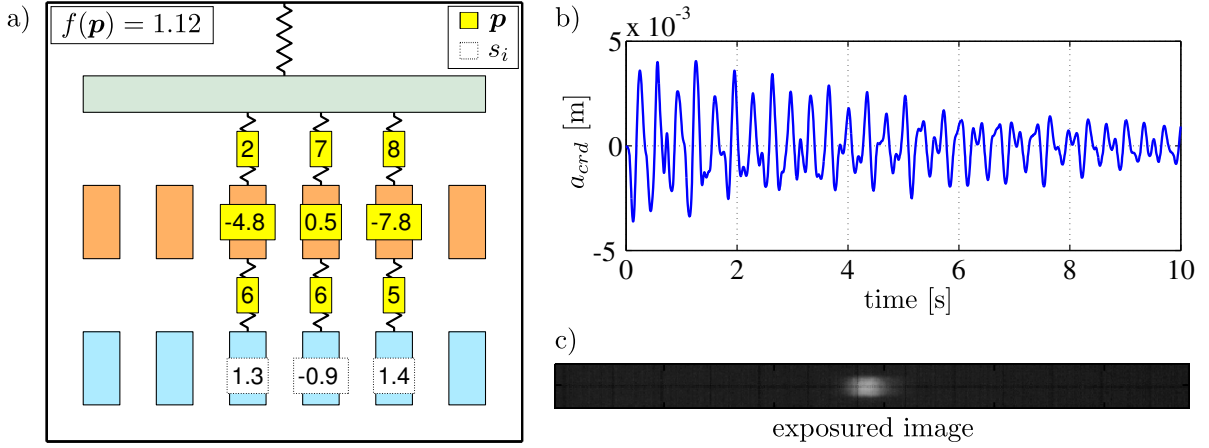 a)
f(p) = 1.12
p
s_i
2 7 8
-4.8 0.5 -7.8
6 6 5
1.3 -0.9 1.4
b)
5 x 10^-3
0
-5
a_crd [m]
0 2 4 6 8 10
time [s]
c)
exposured image